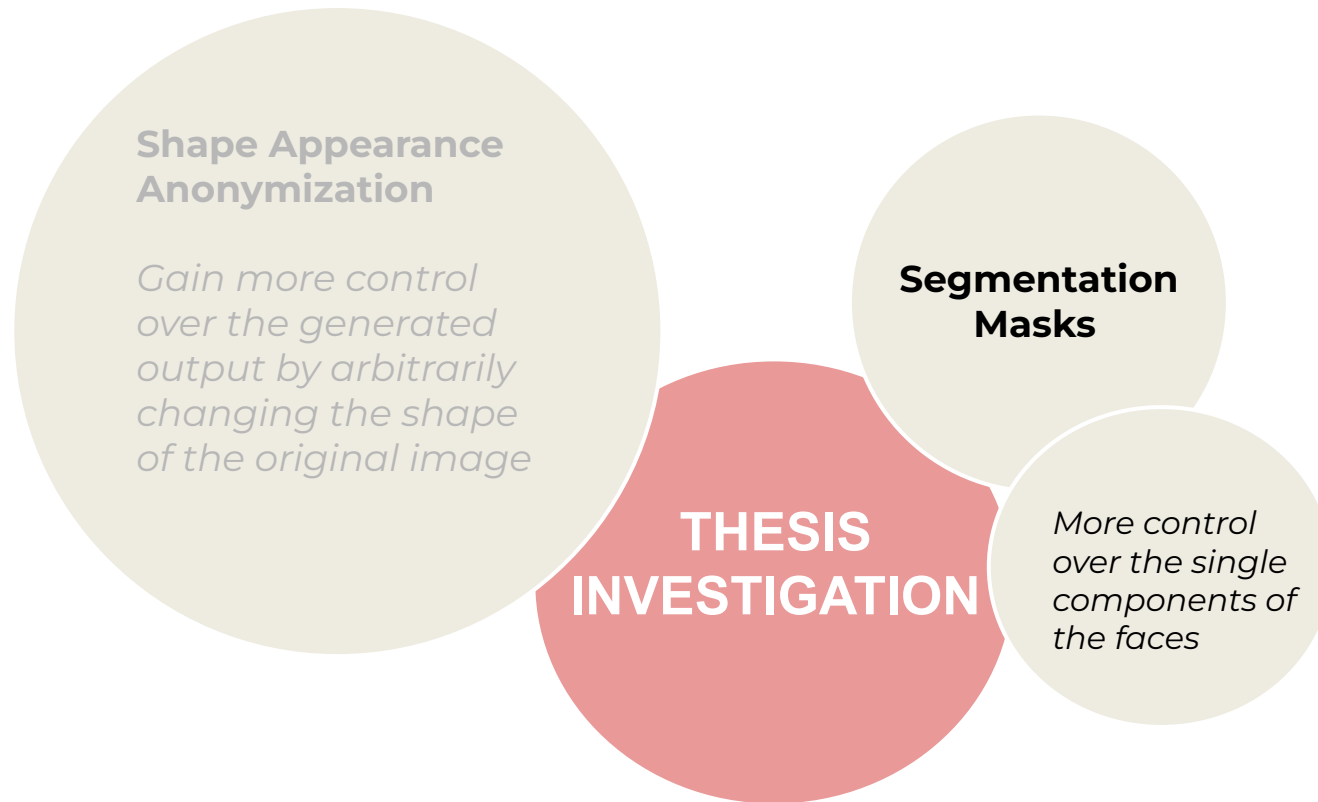 Shape Appearance
Anonymization
Gain more control
over the generated
output by arbitrarily
changing the shape
of the original image
Segmentation
Masks
THESIS
INVESTIGATION
More control
over the single
components of
the faces